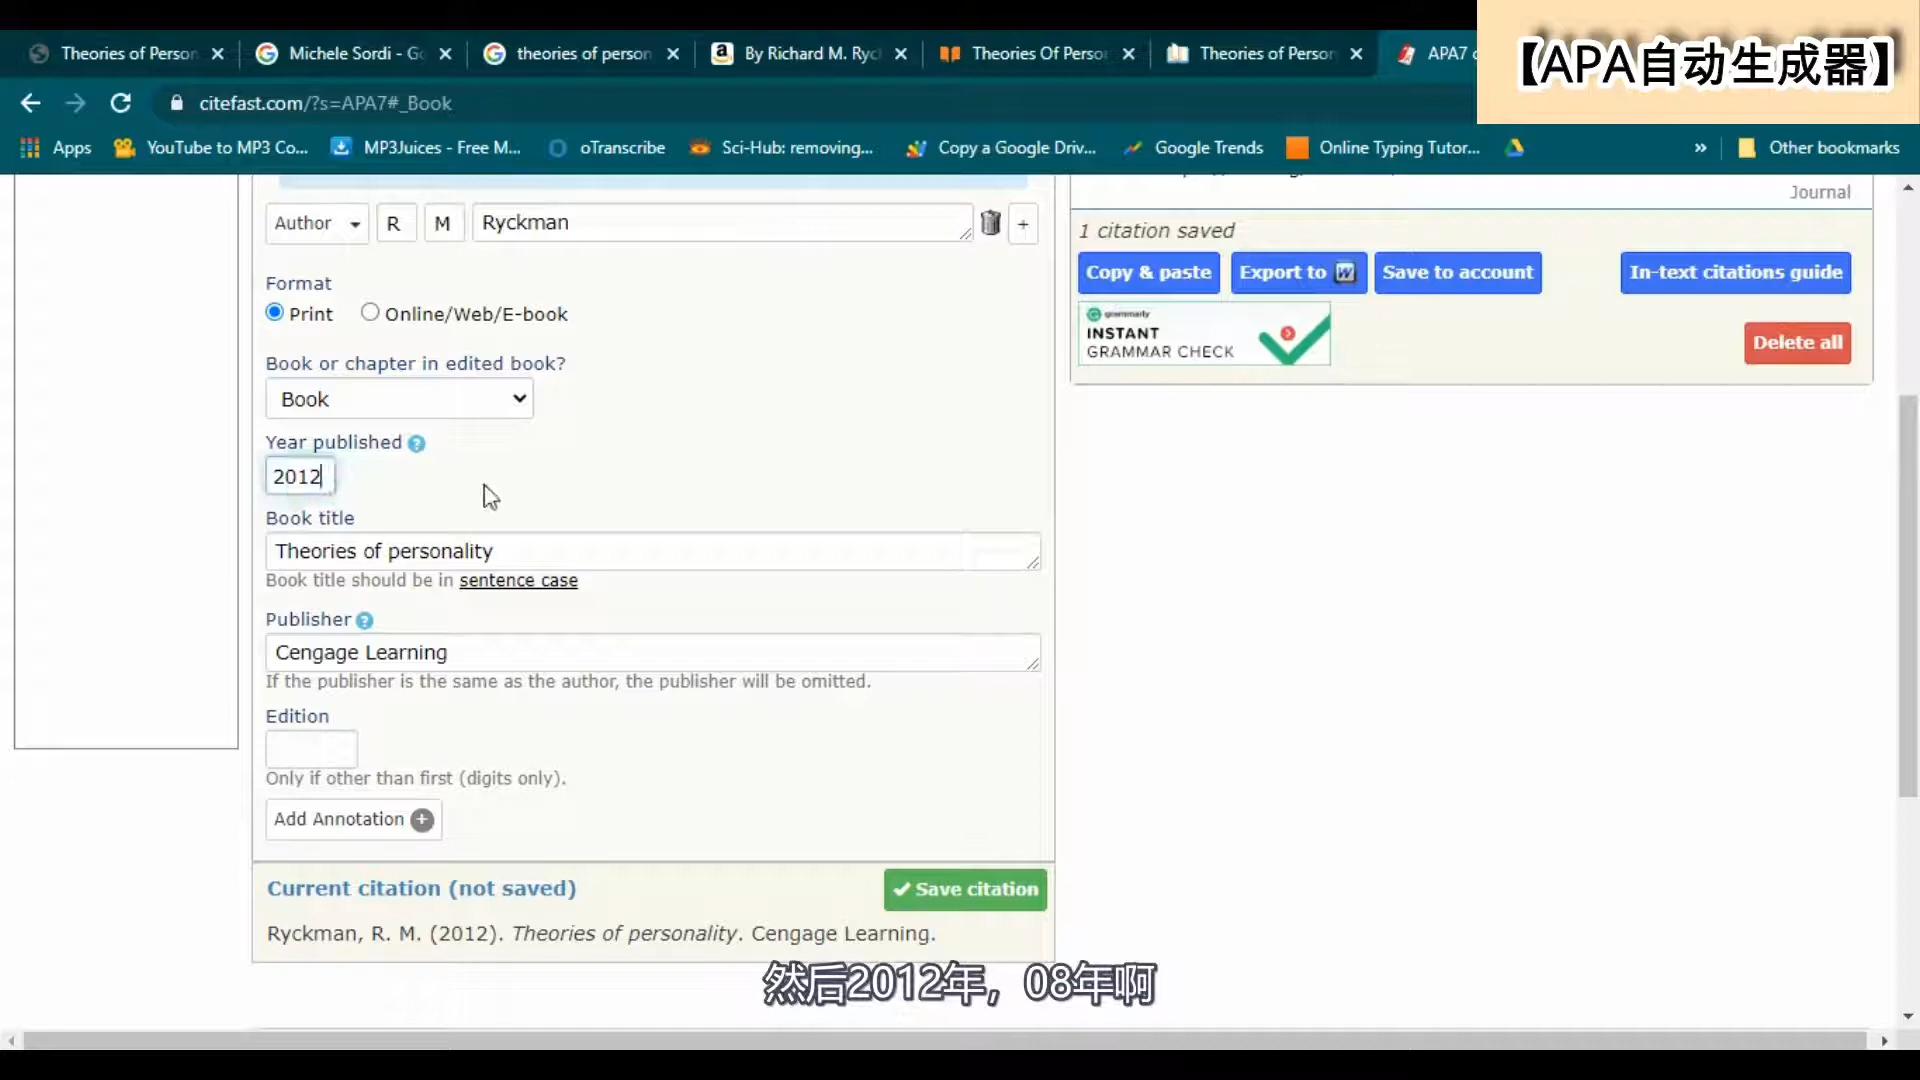 【APA自动生成器】
Theories of Person
Michele Sordi - Go
theories of person
By Richard M. Ryc
Theories Of Perso
Theories of Person
APA7
citefast.com/?s=APA7#_Book
Apps
YouTube to MP3 Co...
MP3Juices - Free M...
oTranscribe
Sci-Hub: removing...
Copy a Google Driv...
Google Trends
Online Typing Tutor...
»
Other bookmarks
Author
R
M
Ryckman
+
Format
Print
Online/Web/E-book
Book or chapter in edited book?
Book
Year published ?
2012
Book title
Theories of personality
Book title should be in sentence case
Publisher ?
Cengage Learning
If the publisher is the same as the author, the publisher will be omitted.
Edition
Only if other than first (digits only).
Add Annotation +
Current citation (not saved)
Save citation
Ryckman, R. M. (2012). Theories of personality. Cengage Learning.
Journal
1 citation saved
Copy & paste
Export to W
Save to account
In-text citations guide
grammarly
INSTANT
GRAMMAR CHECK
Delete all
然后2012年，08年啊